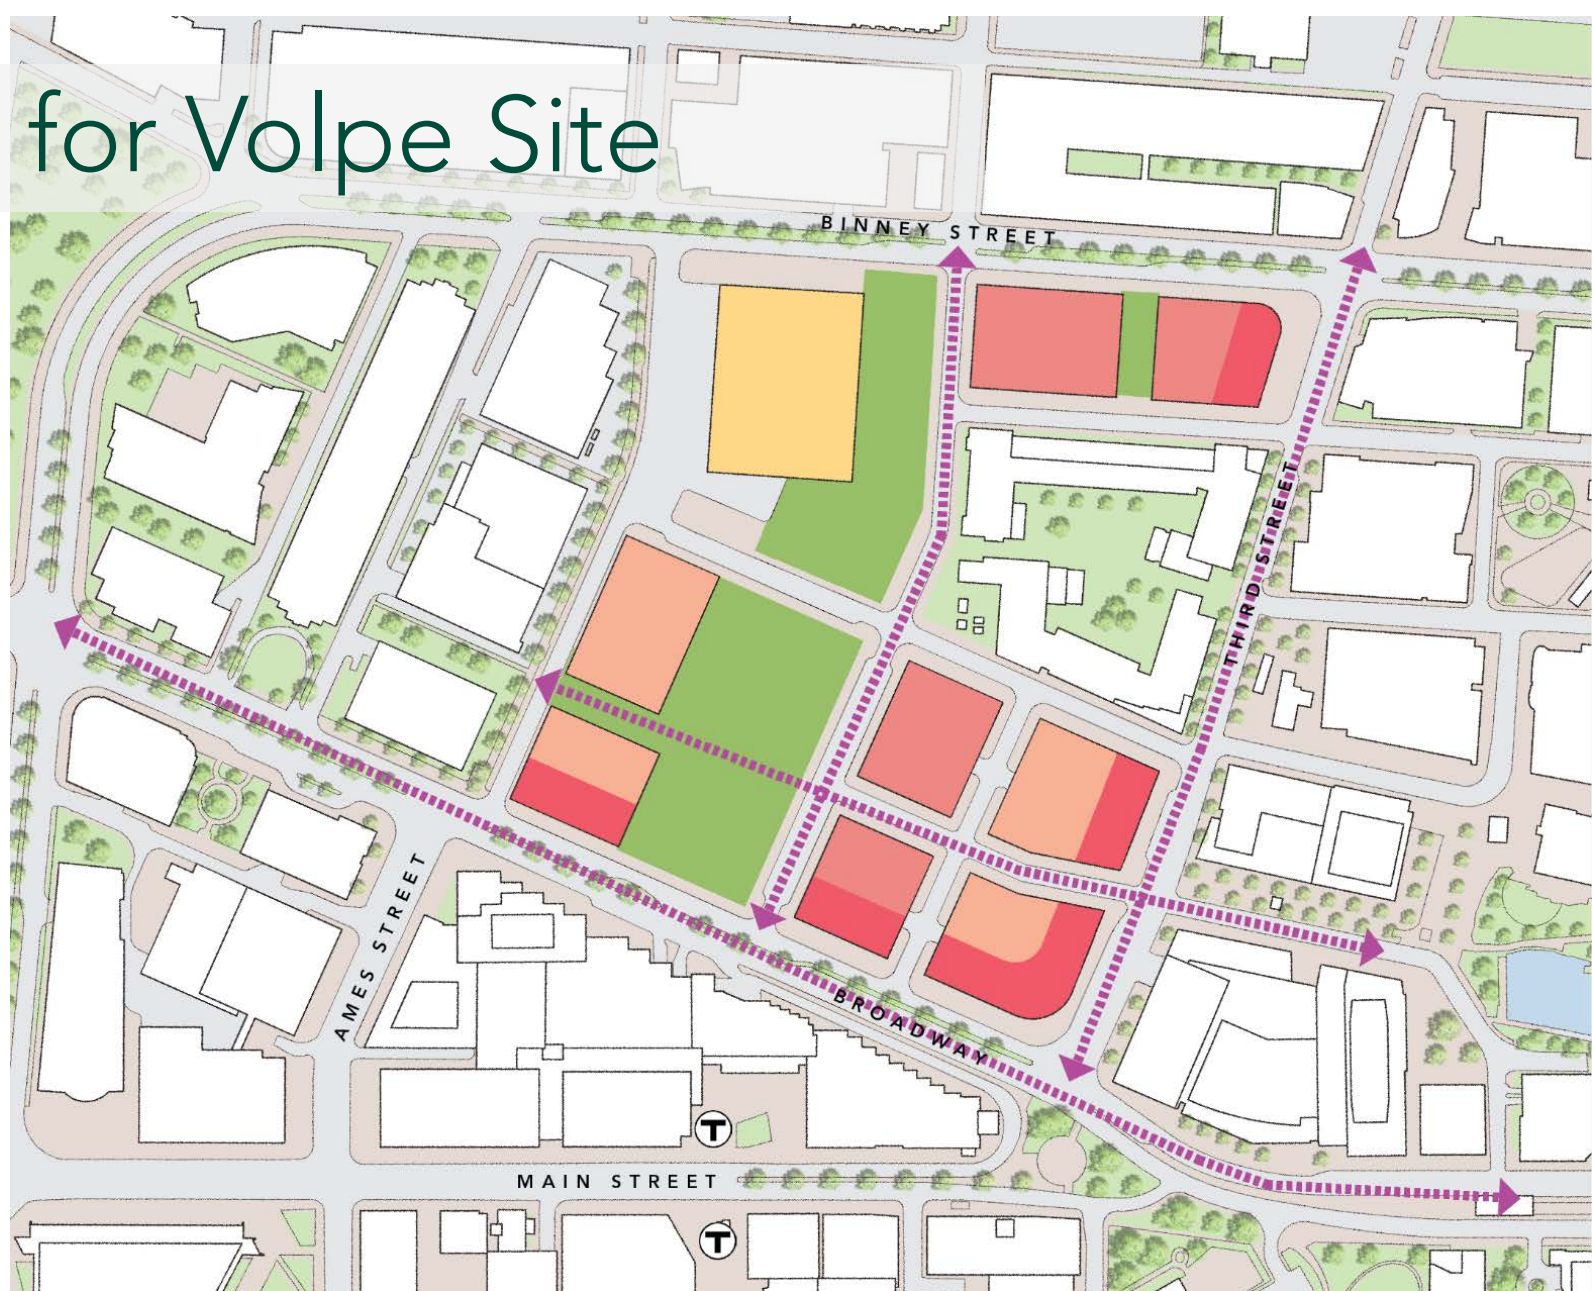 for Volpe Site
BINNEY STREET
THIRD STREET
AMES STREET
BROADWAY
T
MAIN STREET
T